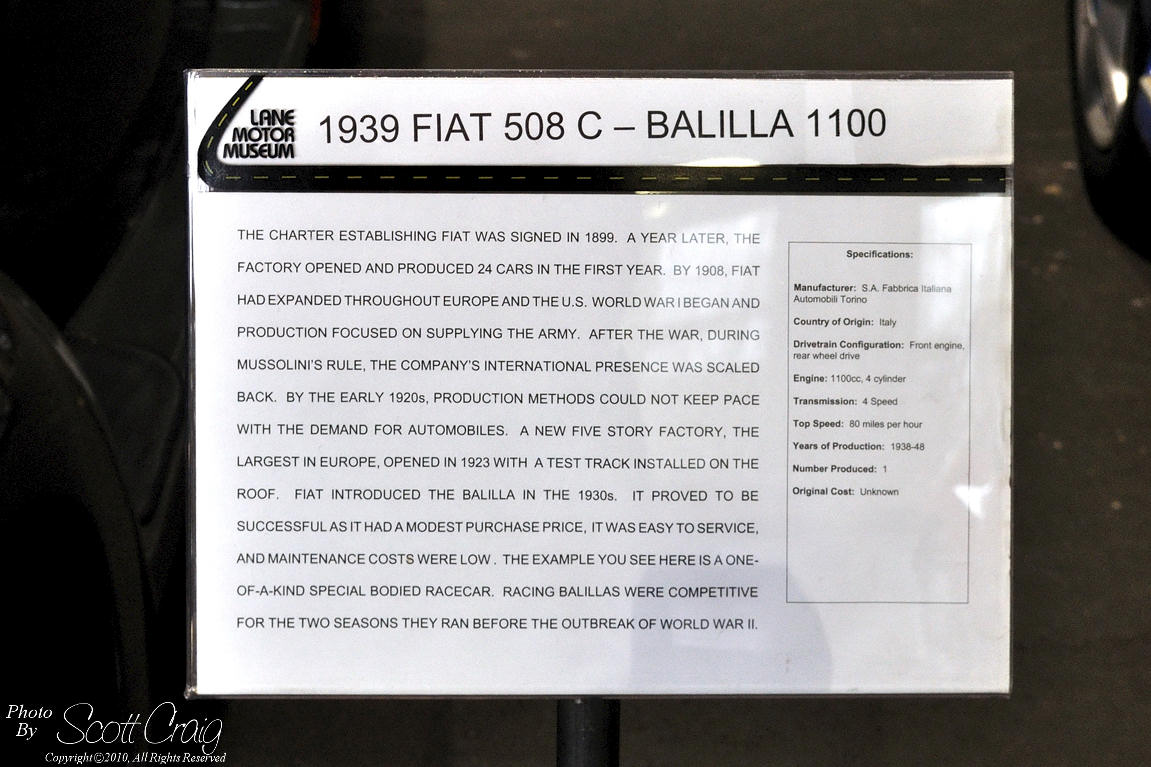 LANE
MOTOR
MUSEUM
1939 FIAT 508 C – BALILLA 1100
THE CHARTER ESTABLISHING FIAT WAS SIGNED IN 1899. A YEAR LATER, THE
FACTORY OPENED AND PRODUCED 24 CARS IN THE FIRST YEAR. BY 1908, FIAT
HAD EXPANDED THROUGHOUT EUROPE AND THE U.S. WORLD WAR I BEGAN AND
PRODUCTION FOCUSED ON SUPPLYING THE ARMY. AFTER THE WAR, DURING
MUSSOLINI'S RULE, THE COMPANY'S INTERNATIONAL PRESENCE WAS SCALED
BACK. BY THE EARLY 1920s, PRODUCTION METHODS COULD NOT KEEP PACE
WITH THE DEMAND FOR AUTOMOBILES. A NEW FIVE STORY FACTORY, THE
LARGEST IN EUROPE, OPENED IN 1923 WITH A TEST TRACK INSTALLED ON THE
ROOF. FIAT INTRODUCED THE BALILLA IN THE 1930s. IT PROVED TO BE
SUCCESSFUL AS IT HAD A MODEST PURCHASE PRICE, IT WAS EASY TO SERVICE,
AND MAINTENANCE COSTS WERE LOW . THE EXAMPLE YOU SEE HERE IS A ONE-
OF-A-KIND SPECIAL BODIED RACECAR. RACING BALILLAS WERE COMPETITIVE
FOR THE TWO SEASONS THEY RAN BEFORE THE OUTBREAK OF WORLD WAR II.
Specifications:
Manufacturer: S.A. Fabbrica Italiana
Automobili Torino
Country of Origin: Italy
Drivetrain Configuration: Front engine,
rear wheel drive
Engine: 1100cc, 4 cylinder
Transmission: 4 Speed
Top Speed: 80 miles per hour
Years of Production: 1938-48
Number Produced: 1
Original Cost: Unknown
Photo
By Scott Craig
Copyright©2010, All Rights Reserved